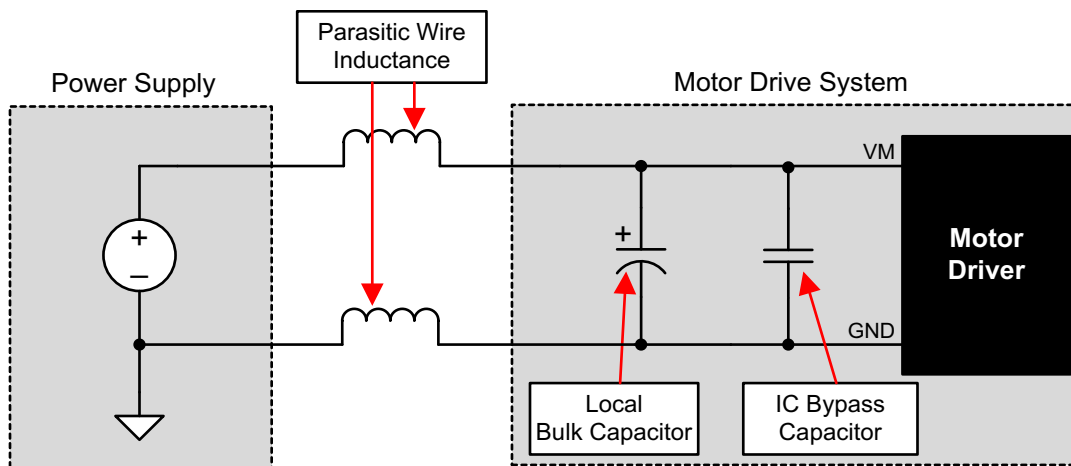 Parasitic Wire
Inductance
Power Supply
Motor Drive System
VM
+
–
+
Motor
Driver
GND
Local
Bulk Capacitor
IC Bypass
Capacitor